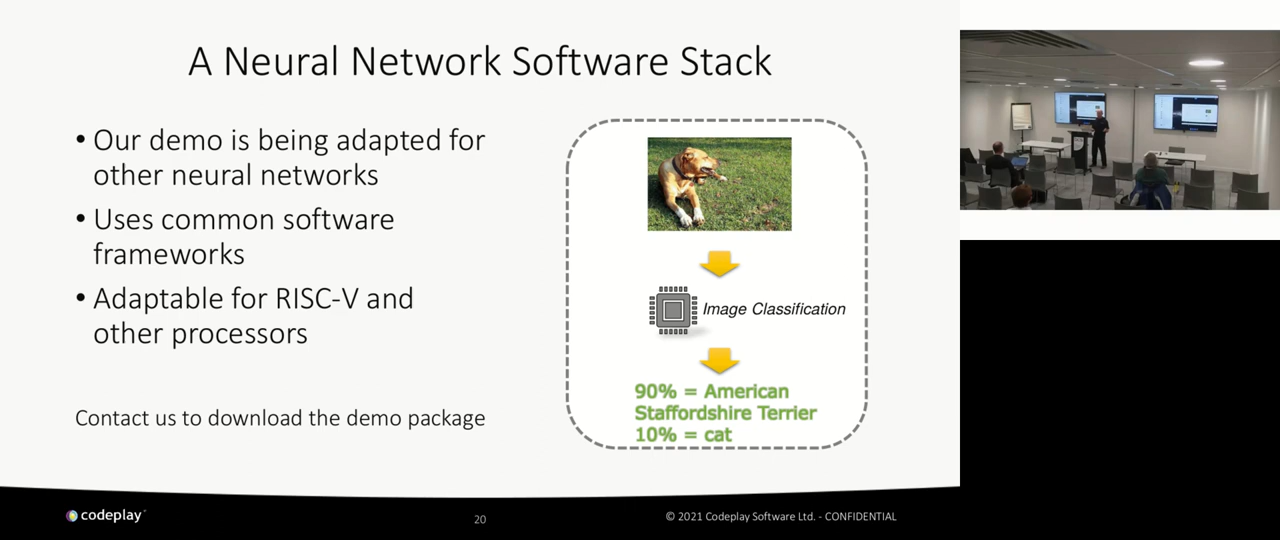 A Neural Network Software Stack
• Our demo is being adapted for
other neural networks
• Uses common software
frameworks
• Adaptable for RISC-V and
other processors
Contact us to download the demo package
Image Classification
90% = American
Staffordshire Terrier
10% = cat
codeplay
20
© 2021 Codeplay Software Ltd. - CONFIDENTIAL